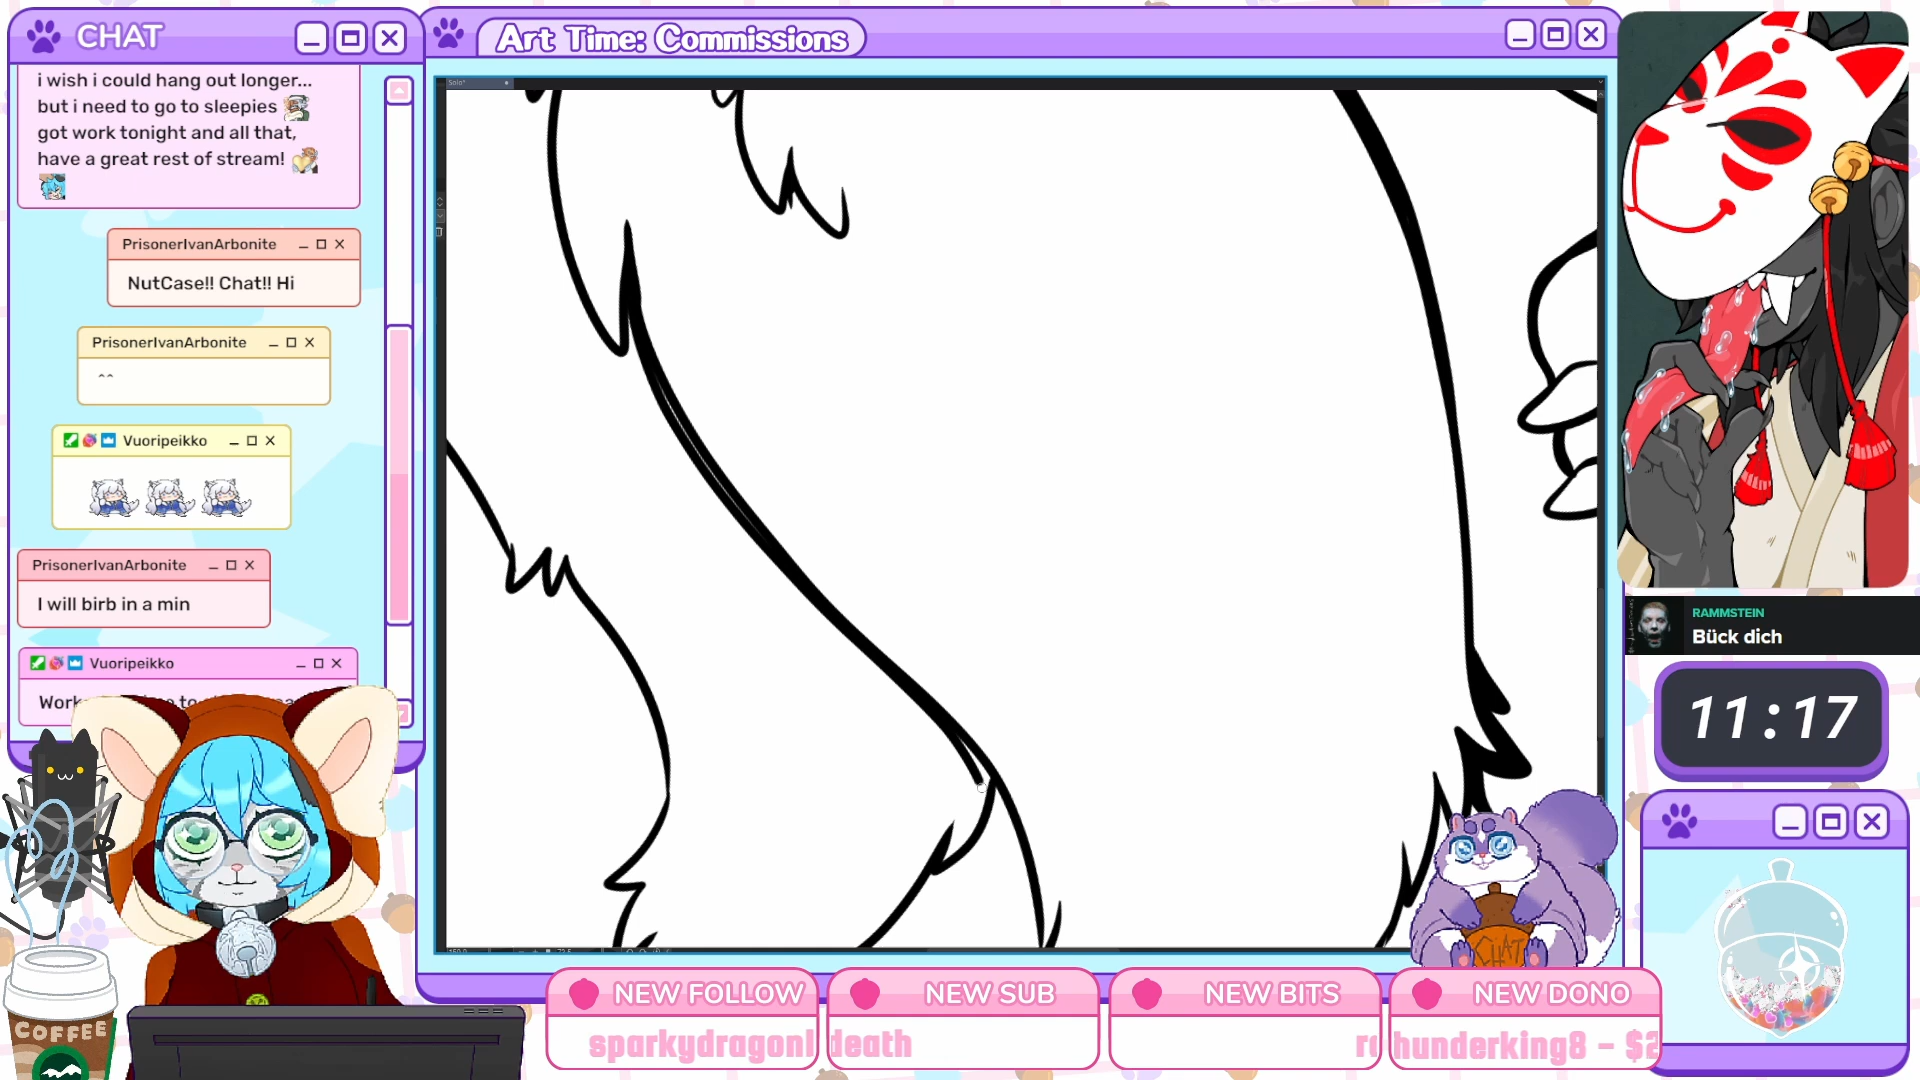 CHAT
i wish i could hang out longer...
but i need to go to sleepies
got work tonight and all that,
have a great rest of stream!
PrisonerIvanArbonite
NutCase!! Chat!! Hi
PrisonerIvanArbonite
^^
Vuoripeikko
PrisonerIvanArbonite
I will birb in a min
Vuoripeikko
Art Time: Commissions
Solo*
RAMMSTEIN
Bück dich
11:17
CHAT
COFFEE
NEW FOLLOW
sparkydragonl
NEW SUB
death
NEW BITS
NEW DONO
hunderking8 - $2